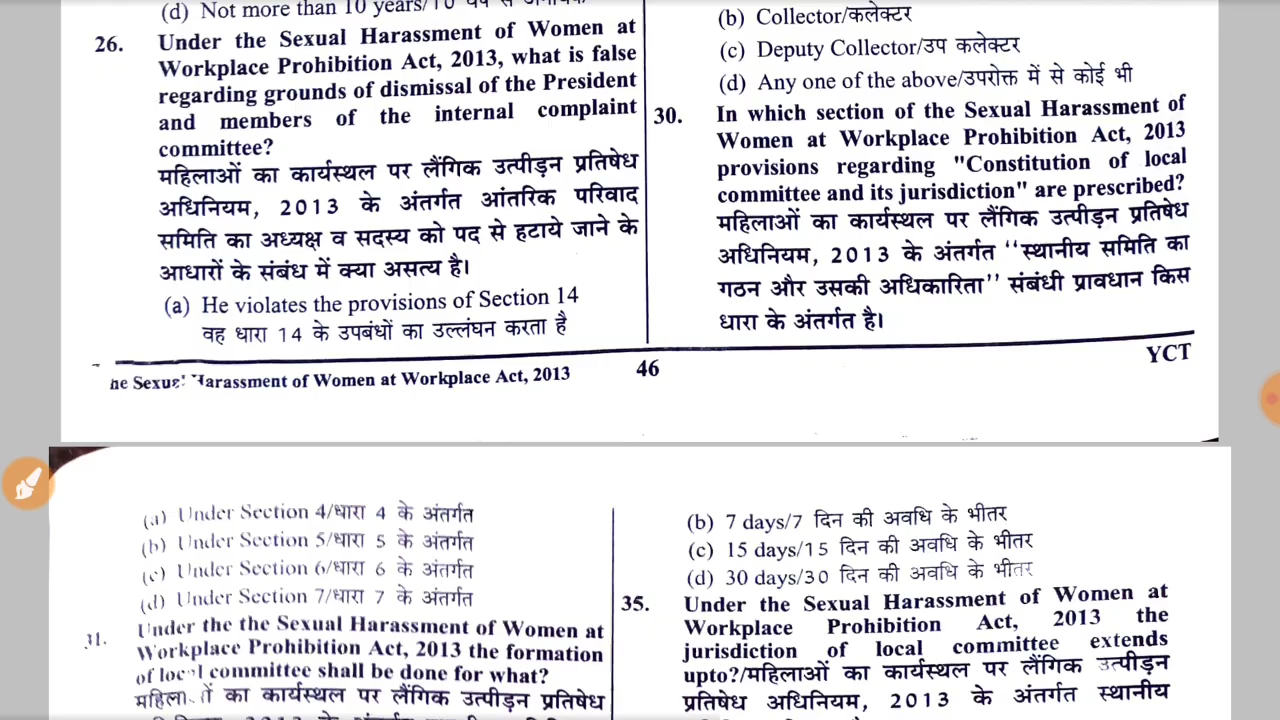 (d) Not more than 10 years/10
26. Under the Sexual Harassment of Women at
Workplace Prohibition Act, 2013, what is false
regarding grounds of dismissal of the President
and members of the internal complaint
committee?
महिलाओं का कार्यस्थल पर लैंगिक उत्पीड़न प्रतिषेध
अधिनियम, 2013 के अंतर्गत आंतरिक परिवाद
समिति का अध्यक्ष व सदस्य को पद से हटाये जाने के
आधारों के संबंध में क्या असत्य है।
(a) He violates the provisions of Section 14
वह धारा 14 के उपबंधों का उल्लंघन करता है
(b) Collector/कलेक्टर
(c) Deputy Collector/उप कलेक्टर
(d) Any one of the above/उपरोक्त में से कोई भी
30. In which section of the Sexual Harassment of
Women at Workplace Prohibition Act, 2013
provisions regarding "Constitution of local
committee and its jurisdiction" are prescribed?
महिलाओं का कार्यस्थल पर लैंगिक उत्पीड़न प्रतिषेध
अधिनियम, 2013 के अंतर्गत "स्थानीय समिति का
गठन और उसकी अधिकारिता" संबंधी प्रावधान किस
धारा के अंतर्गत है।
he Sexual Harassment of Women at Workplace Act, 2013
46
YCT
(a) Under Section 4/धारा 4 के अंतर्गत
(b) Under Section 5/धारा 5 के अंतर्गत
(c) Under Section 6/धारा 6 के अंतर्गत
(d) Under Section 7/धारा 7 के अंतर्गत
31. Under the the Sexual Harassment of Women at
Workplace Prohibition Act, 2013 the formation
of local committee shall be done for what?
महिलाओं का कार्यस्थल पर लैंगिक उत्पीड़न प्रतिषेध
(b) 7 days/7 दिन की अवधि के भीतर
(c) 15 days/15 दिन की अवधि के भीतर
(d) 30 days/30 दिन की अवधि के भीतर
35. Under the Sexual Harassment of Women at
Workplace Prohibition Act, 2013 the
jurisdiction of local committee extends
upto?/महिलाओं का कार्यस्थल पर लैंगिक उत्पीड़न
प्रतिषेध अधिनियम, 2013 के अंतर्गत स्थानीय